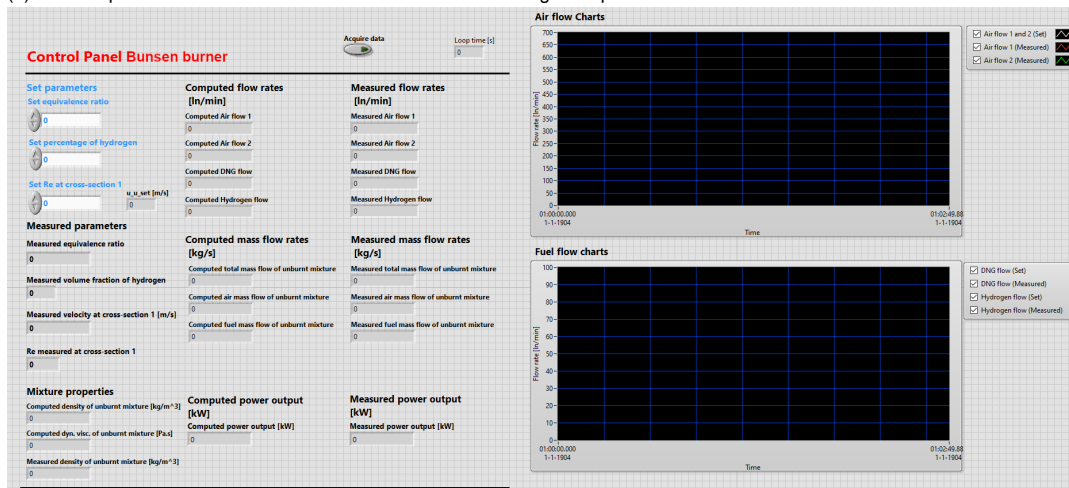 Control Panel Bunsen burner
Acquire data
Loop time [s]
0
Set parameters
Set equivalence ratio
0
Set percentage of hydrogen
0
Set Re at cross-section 1
0
u_u_set [m/s]
0
Measured parameters
Measured equivalence ratio
0
Measured volume fraction of hydrogen
0
Measured velocity at cross-section 1 [m/s]
0
Re measured at cross-section 1
0
Mixture properties
Computed density of unburnt mixture [kg/m^3]
0
Computed dyn. visc. of unburnt mixture [Pa.s]
0
Measured density of unburnt mixture [kg/m^3]
0
Computed flow rates
[ln/min]
Computed Air flow 1
0
Computed Air flow 2
0
Computed DNG flow
0
Computed Hydrogen flow
0
Computed mass flow rates
[kg/s]
Computed total mass flow of unburnt mixture
0
Computed air mass flow of unburnt mixture
0
Computed fuel mass flow of unburnt mixture
0
Computed power output
[kW]
Computed power output [kW]
0
Measured flow rates
[ln/min]
Measured Air flow 1
0
Measured Air flow 2
0
Measured DNG flow
0
Measured Hydrogen flow
0
Measured mass flow rates
[kg/s]
Measured total mass flow of unburnt mixture
0
Measured air mass flow of unburnt mixture
0
Measured fuel mass flow of unburnt mixture
0
Measured power output
[kW]
Measured power output [kW]
0
Air flow Charts
Flow rate [ln/min]
700
650
600
550
500
450
400
350
300
250
200
150
100
50
0
01:00:00.000
1-1-1904
01:02:49.88
1-1-1904
Time
Air flow 1 and 2 (Set)
Air flow 1 (Measured)
Air flow 2 (Measured)
Fuel flow charts
Flow rate [ln/min]
100
90
80
70
60
50
40
30
20
10
0
01:00:00.000
1-1-1904
01:02:49.88
1-1-1904
Time
DNG flow (Set)
DNG flow (Measured)
Hydrogen flow (Set)
Hydrogen flow (Measured)